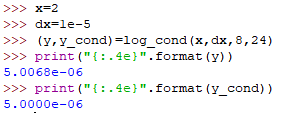 >>> x=2
>>> dx=1e-5
>>> (y,y_cond)=log_cond(x,dx,8,24)
>>> print("{:.4e}".format(y))
5.0068e-06
>>> print("{:.4e}".format(y_cond))
5.0000e-06